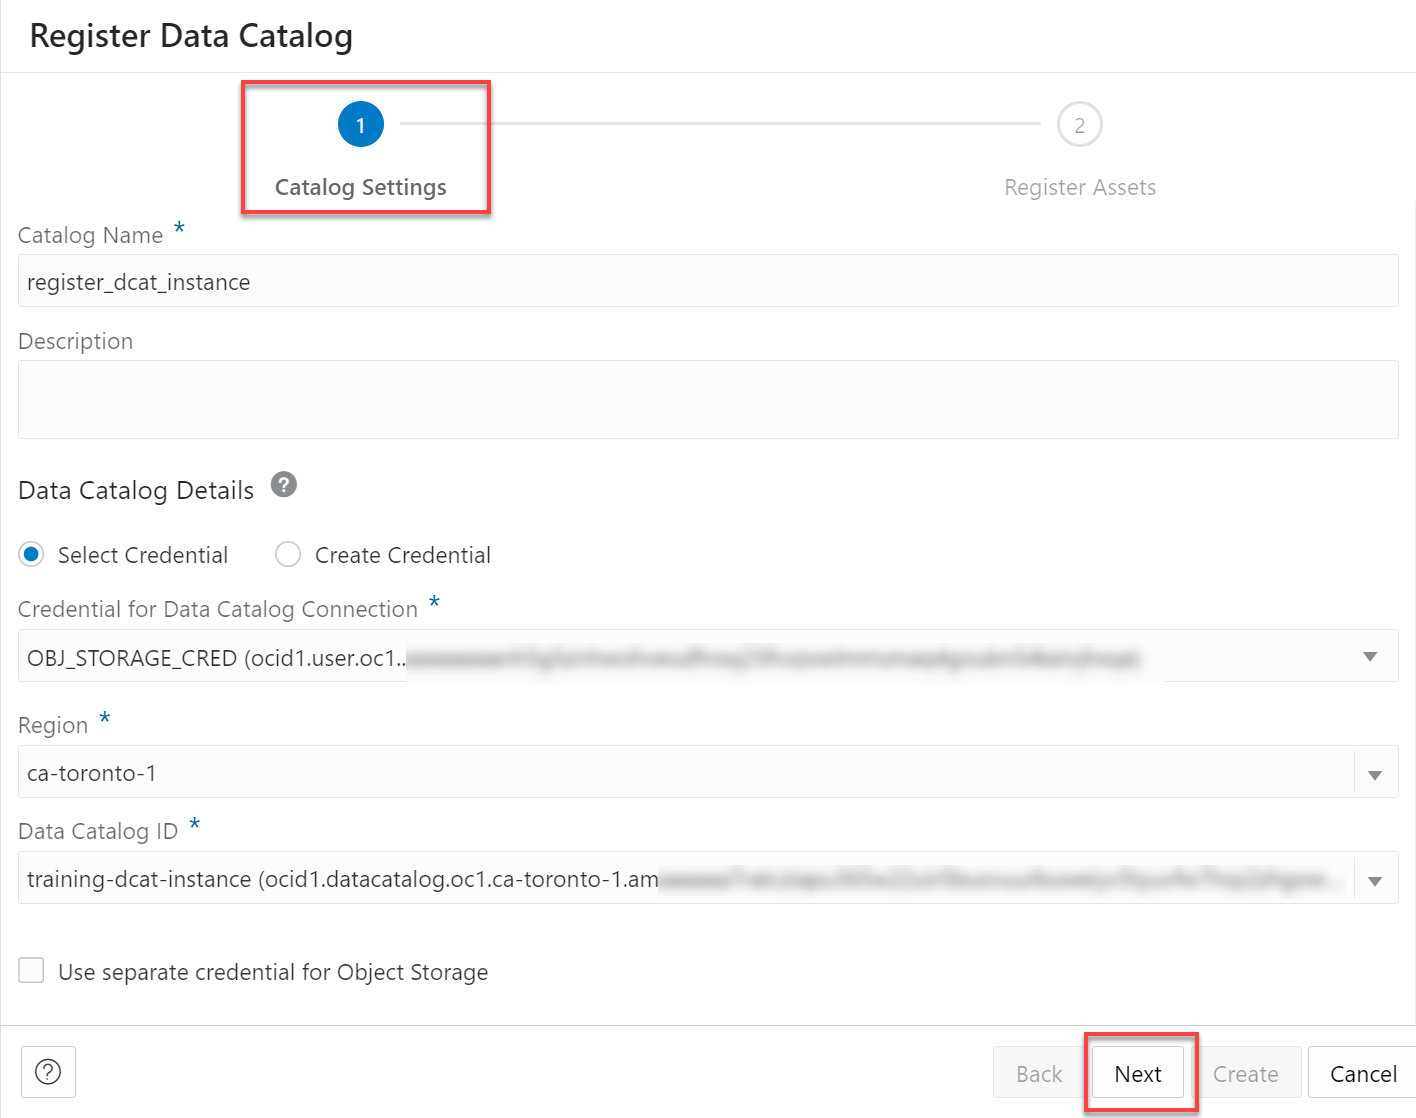 Register Data Catalog
1
2
Catalog Settings
Register Assets
Catalog Name *
register_dcat_instance
Description
Data Catalog Details ?
Select Credential
Create Credential
Credential for Data Catalog Connection *
OBJ_STORAGE_CRED (ocid1.user.oc1..
Region *
ca-toronto-1
Data Catalog ID *
training-dcat-instance (ocid1.datacatalog.oc1.ca-toronto-1.am
Use separate credential for Object Storage
?
Back
Next
Create
Cancel